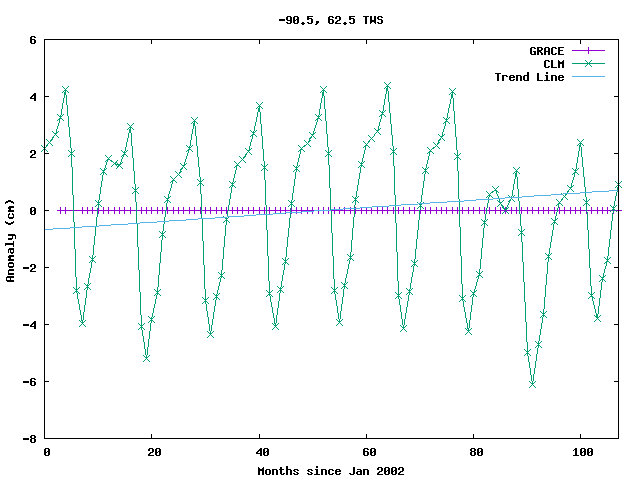 -90.5, 62.5 TWS
GRACE
CLM
Trend Line
6
4
2
0
-2
-4
-6
-8
Anomaly (cm)
0 20 40 60 80 100
Months since Jan 2002